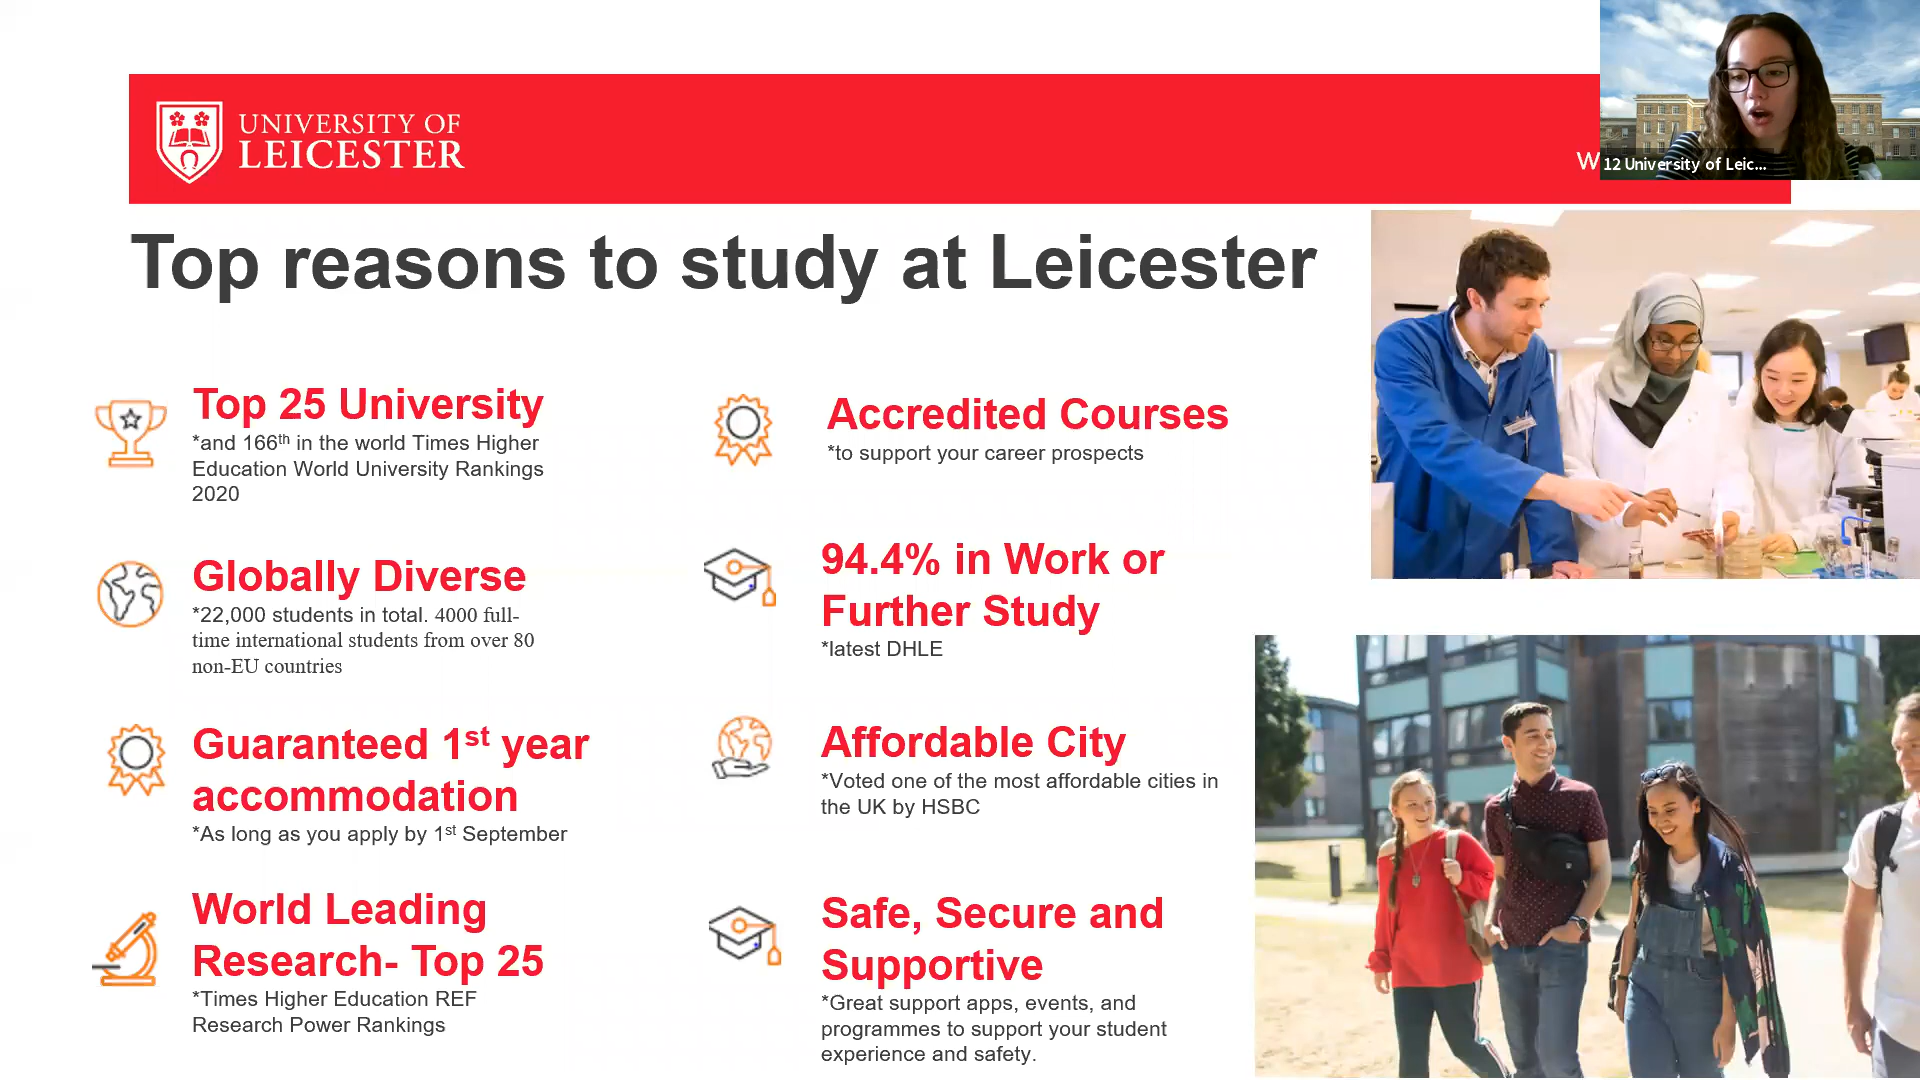 UNIVERSITY OF
LEICESTER
W
12 University of Leic...
Top reasons to study at Leicester
Top 25 University
*and 166th in the world Times Higher
Education World University Rankings
2020
Globally Diverse
*22,000 students in total. 4000 full-
time international students from over 80
non-EU countries
Guaranteed 1st year
accommodation
*As long as you apply by 1st September
World Leading
Research- Top 25
*Times Higher Education REF
Research Power Rankings
Accredited Courses
*to support your career prospects
94.4% in Work or
Further Study
*latest DHLE
Affordable City
*Voted one of the most affordable cities in
the UK by HSBC
Safe, Secure and
Supportive
*Great support apps, events, and
programmes to support your student
experience and safety.